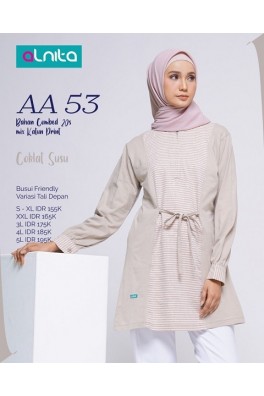 alnita
AA 53
Bahan Combed 20s
mix Katun Print
Coklat Susu
Busui Friendly
Variasi Tali Depan
S - XL IDR 155K
XXL IDR 165K
3L IDR 175K
4L IDR 185K
5L IDR 195K